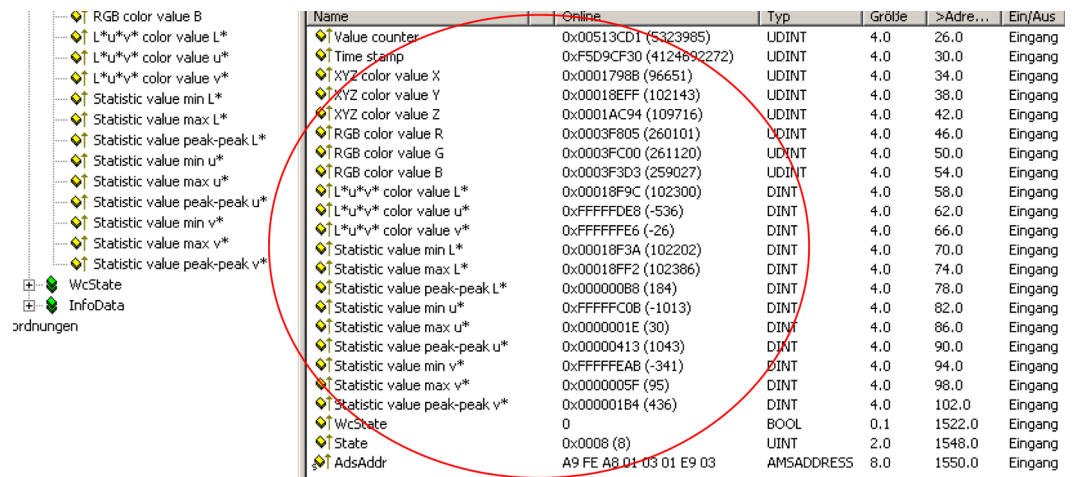 RGB color value B
L*u*v* color value L*
L*u*v* color value u*
L*u*v* color value v*
Statistic value min L*
Statistic value max L*
Statistic value peak-peak L*
Statistic value min u*
Statistic value max u*
Statistic value peak-peak u*
Statistic value min v*
Statistic value max v*
Statistic value peak-peak v*
WcState
InfoData
ordnungen
Name Online Typ Größe >Adre... Ein/Aus
Value counter 0x00513CD1 (5323985) UDINT 4.0 26.0 Eingang
Time stamp 0xF5D9CF30 (4124692272) UDINT 4.0 30.0 Eingang
XYZ color value X 0x0001798B (96651) UDINT 4.0 34.0 Eingang
XYZ color value Y 0x00018EFF (102143) UDINT 4.0 38.0 Eingang
XYZ color value Z 0x0001AC94 (109716) UDINT 4.0 42.0 Eingang
RGB color value R 0x0003F805 (260101) UDINT 4.0 46.0 Eingang
RGB color value G 0x0003FC00 (261120) UDINT 4.0 50.0 Eingang
RGB color value B 0x0003F3D3 (259027) UDINT 4.0 54.0 Eingang
L*u*v* color value L* 0x00018F9C (102300) DINT 4.0 58.0 Eingang
L*u*v* color value u* 0xFFFFFDE8 (-536) DINT 4.0 62.0 Eingang
L*u*v* color value v* 0xFFFFFFE6 (-26) DINT 4.0 66.0 Eingang
Statistic value min L* 0x00018F3A (102202) DINT 4.0 70.0 Eingang
Statistic value max L* 0x00018FF2 (102386) DINT 4.0 74.0 Eingang
Statistic value peak-peak L* 0x000000B8 (184) DINT 4.0 78.0 Eingang
Statistic value min u* 0xFFFFFC0B (-1013) DINT 4.0 82.0 Eingang
Statistic value max u* 0x0000001E (30) DINT 4.0 86.0 Eingang
Statistic value peak-peak u* 0x00000413 (1043) DINT 4.0 90.0 Eingang
Statistic value min v* 0xFFFFFEAB (-341) DINT 4.0 94.0 Eingang
Statistic value max v* 0x0000005F (95) DINT 4.0 98.0 Eingang
Statistic value peak-peak v* 0x000001B4 (436) DINT 4.0 102.0 Eingang
WcState 0 BOOL 0.1 1522.0 Eingang
State 0x0008 (8) UINT 2.0 1548.0 Eingang
AdsAddr A9 FE A8 01 03 01 E9 03 AMSADDRESS 8.0 1550.0 Eingang